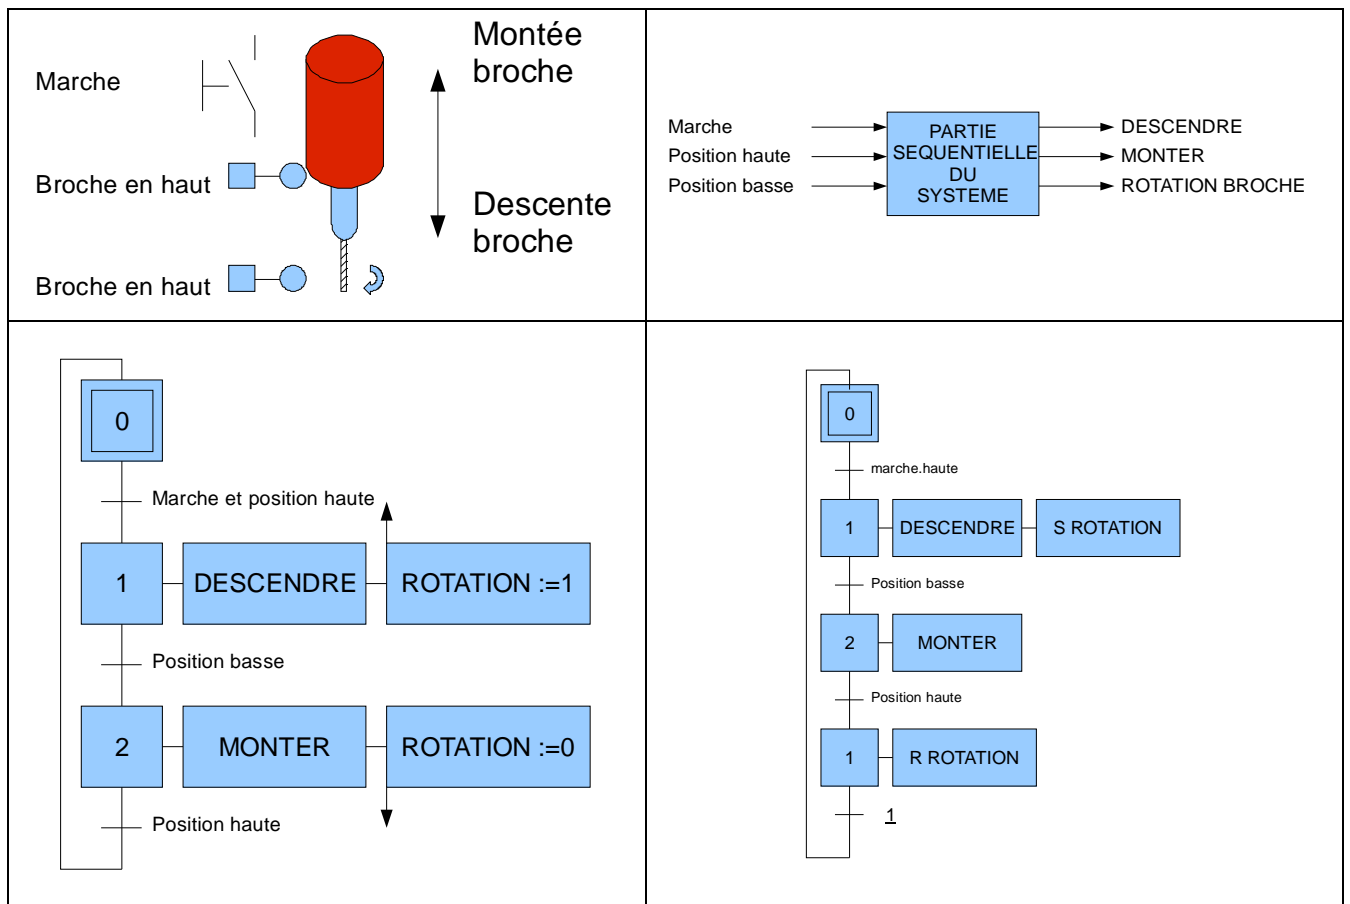 Montée
broche
Marche
Broche en haut
Descente
broche
Broche en haut
Marche
Position haute
Position basse
PARTIE
SEQUENTIELLE
DU
SYSTEME
DESCENDRE
MONTER
ROTATION BROCHE
0
Marche et position haute
1 DESCENDRE ROTATION :=1
Position basse
2 MONTER ROTATION :=0
Position haute
0
marche.haute
1 DESCENDRE S ROTATION
Position basse
2 MONTER
Position haute
1 R ROTATION
1